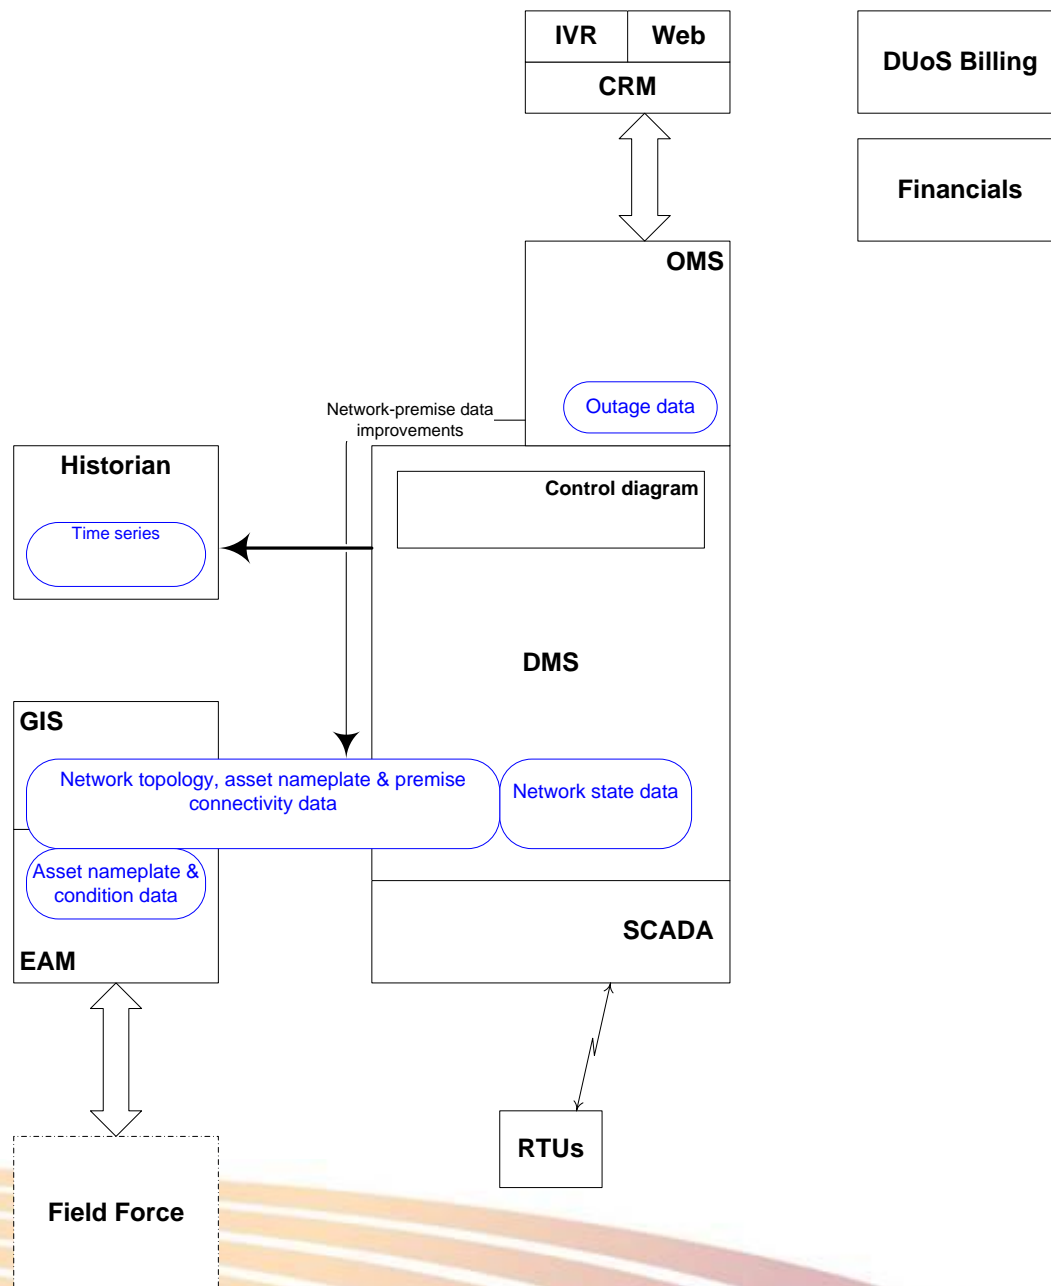 IVR
Web
CRM
DUoS Billing
Financials
OMS
Outage data
Network-premise data
improvements
Historian
Time series
Control diagram
DMS
GIS
Network topology, asset nameplate & premise
connectivity data
Network state data
Asset nameplate &
condition data
EAM
SCADA
RTUs
Field Force